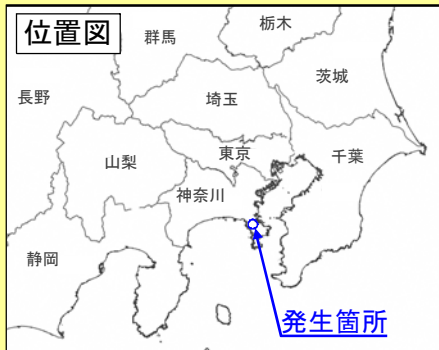 位置図
栃木
群馬
茨城
長野
埼玉
東京
山梨
千葉
神奈川
静岡
発生箇所